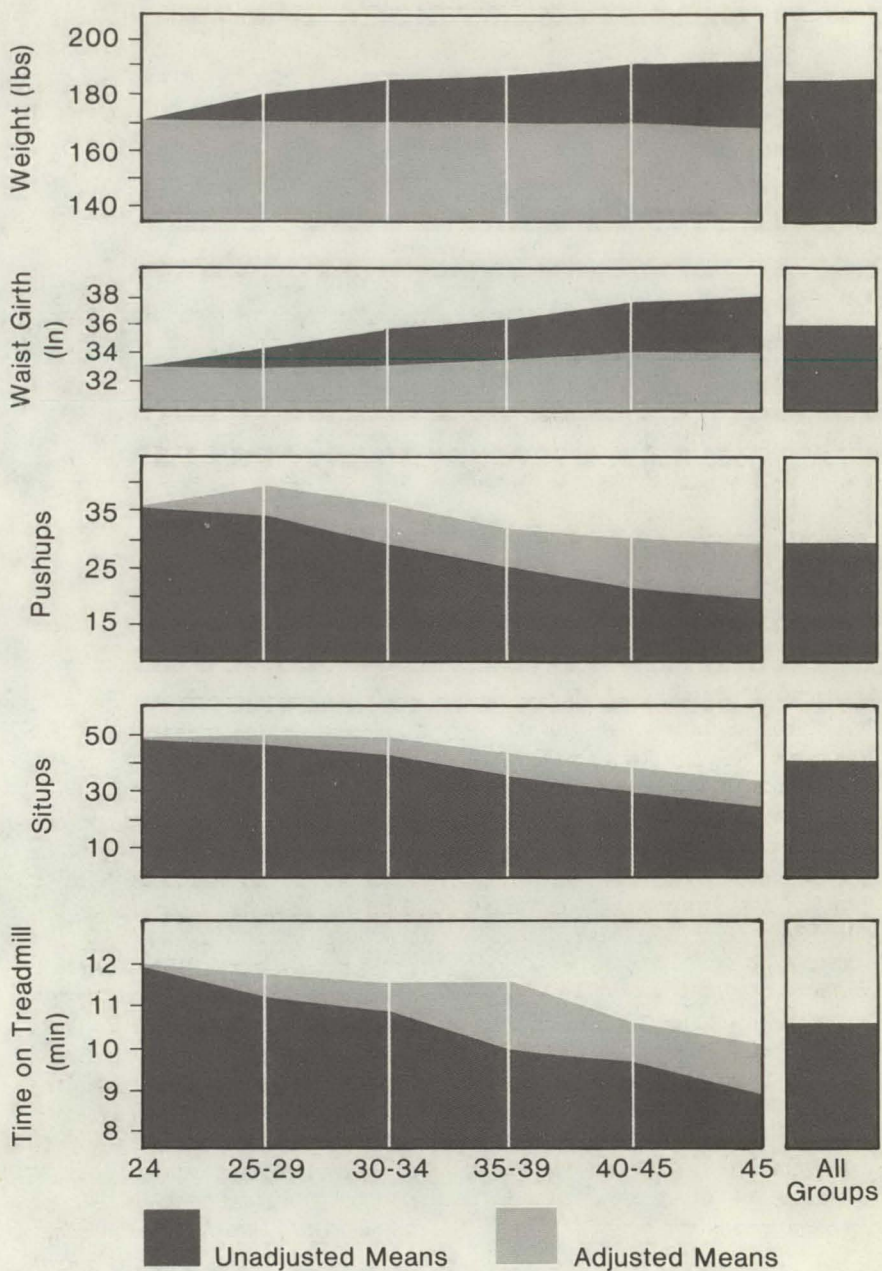 Weight (lbs)
200
180
160
140
Waist Girth
(In)
38
36
34
32
Pushups
35
25
15
Situps
50
30
10
Time on Treadmill
(min)
12
11
10
9
8
24 25-29 30-34 35-39 40-45 45 All
Groups
Unadjusted Means Adjusted Means